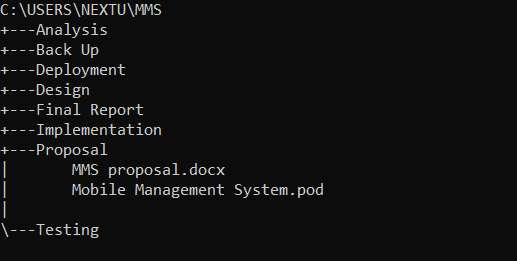 C:\USERS\NEXTU\MMS
+---Analysis
+---Back Up
+---Deployment
+---Design
+---Final Report
+---Implementation
+---Proposal
|       MMS proposal.docx
|       Mobile Management System.pod
|
\---Testing